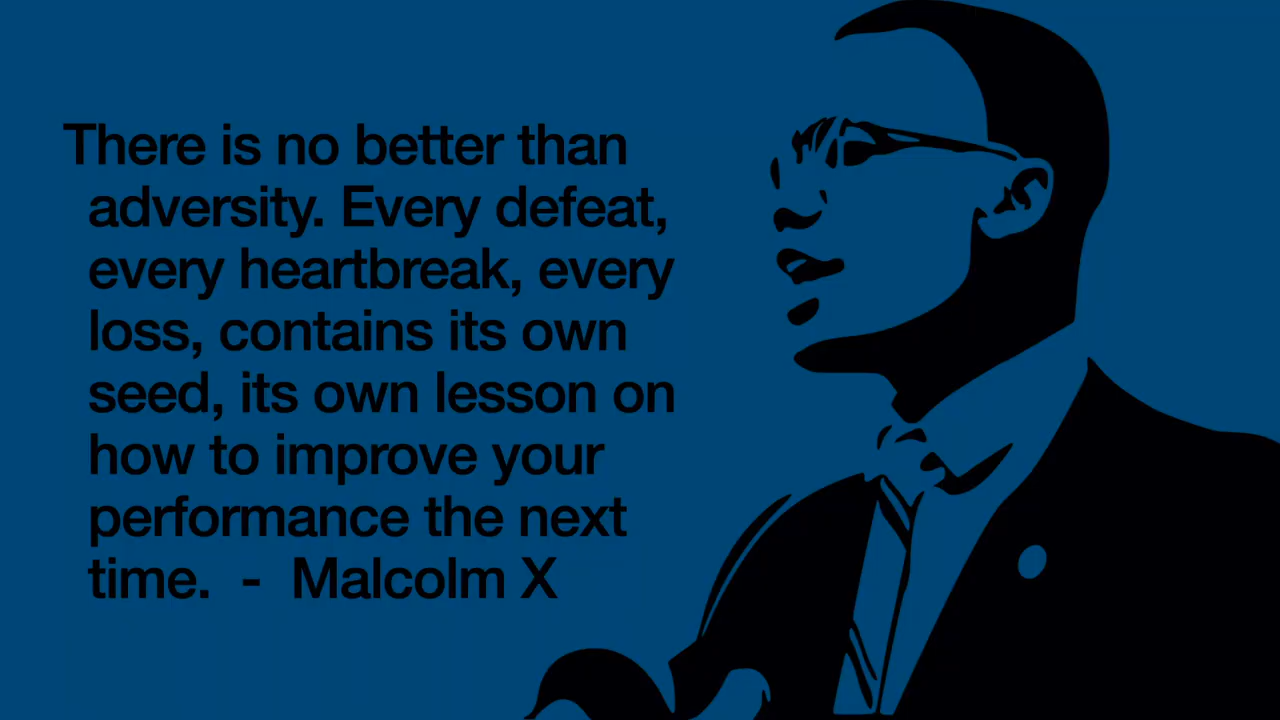 There is no better than
adversity. Every defeat,
every heartbreak, every
loss, contains its own
seed, its own lesson on
how to improve your
performance the next
time.  -  Malcolm X